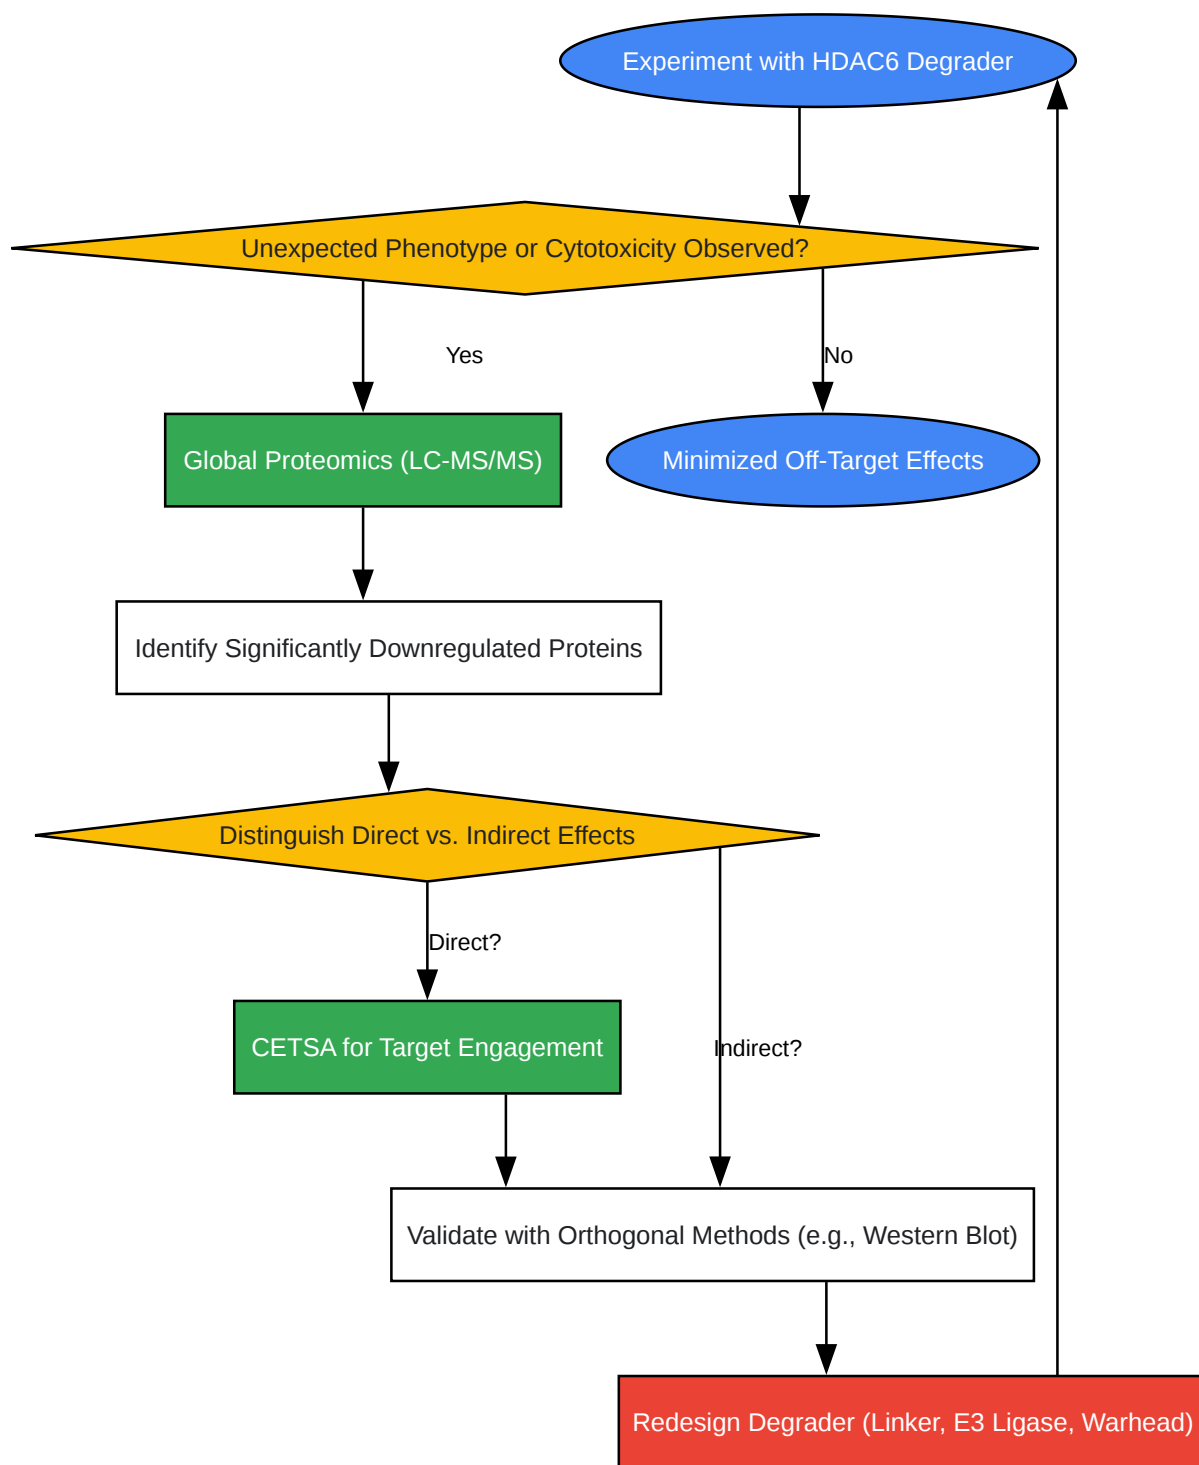 Experiment with HDAC6 Degrader
Unexpected Phenotype or Cytotoxicity Observed?
Yes
No
Global Proteomics (LC-MS/MS)
Minimized Off-Target Effects
Identify Significantly Downregulated Proteins
Distinguish Direct vs. Indirect Effects
Direct?
CETSA for Target Engagement
Indirect?
Validate with Orthogonal Methods (e.g., Western Blot)
Redesign Degrader (Linker, E3 Ligase, Warhead)